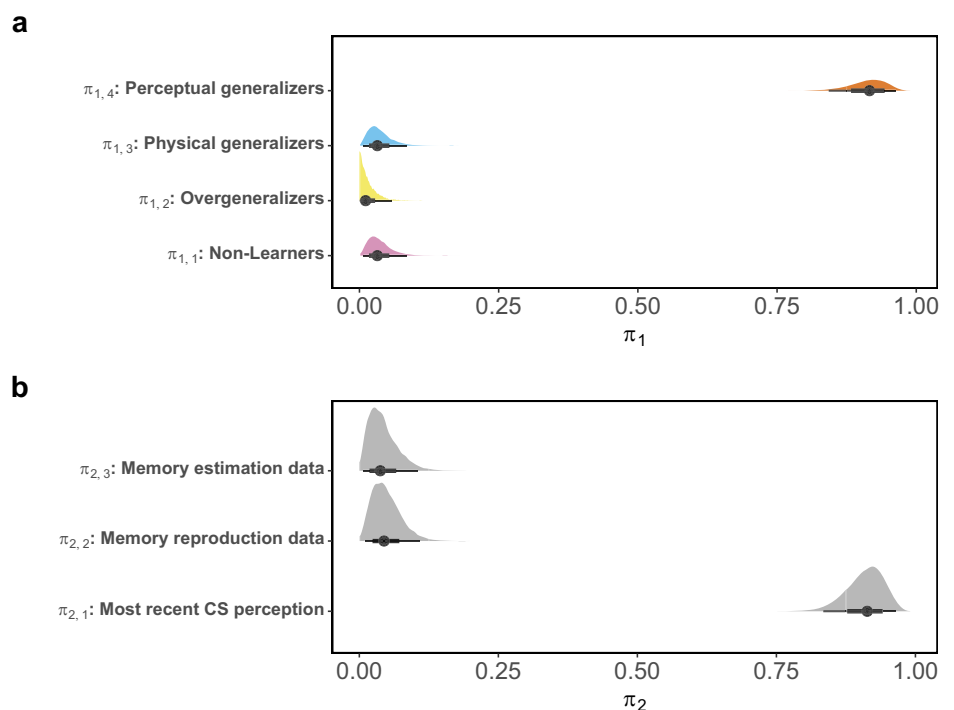 a
π1, 4: Perceptual generalizers
π1, 3: Physical generalizers
π1, 2: Overgeneralizers
π1, 1: Non-Learners
0.00 0.25 0.50 0.75 1.00
π1
b
π2, 3: Memory estimation data
π2, 2: Memory reproduction data
π2, 1: Most recent CS perception
0.00 0.25 0.50 0.75 1.00
π2